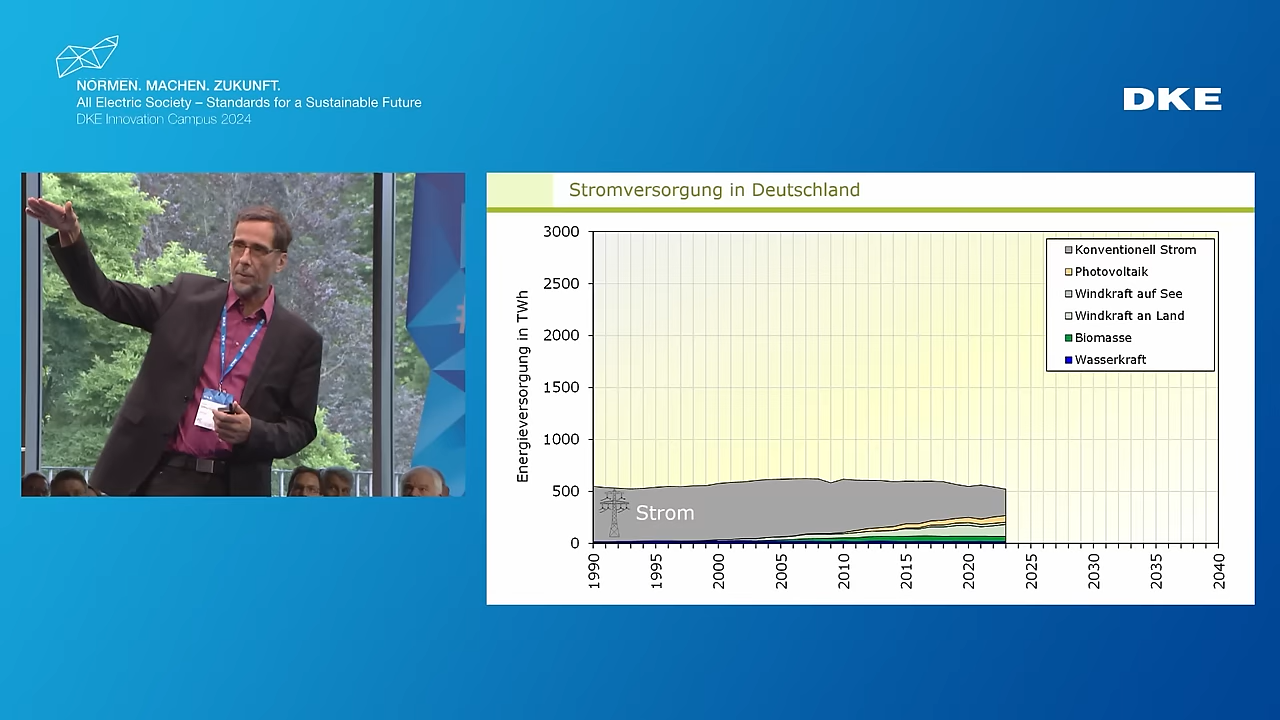 NORMEN. MACHEN. ZUKUNFT.
All Electric Society – Standards for a Sustainable Future
DKE Innovation Campus 2024
DKE
Stromversorgung in Deutschland
Energieversorgung in TWh
3000
2500
2000
1500
1000
500
0
Konventionell Strom
Photovoltaik
Windkraft auf See
Windkraft an Land
Biomasse
Wasserkraft
Strom
1990
1995
2000
2005
2010
2015
2020
2025
2030
2035
2040